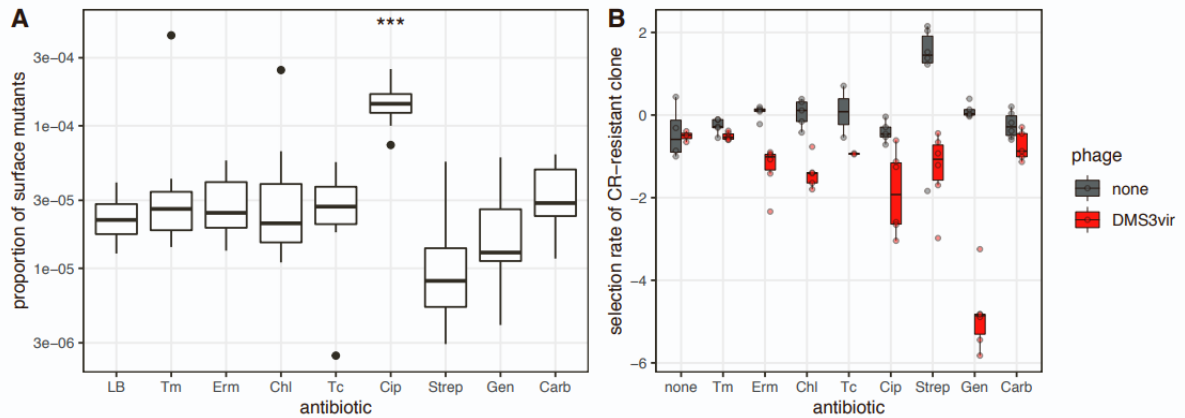 A
***
proportion of surface mutants
3e−04
1e−04
3e−05
1e−05
3e−06
LB Tm Erm Chl Tc Cip Strep Gen Carb
antibiotic
B
selection rate of CR-resistant clone
2
0
−2
−4
−6
none Tm Erm Chl Tc Cip Strep Gen Carb
antibiotic
phage
none
DMS3vir